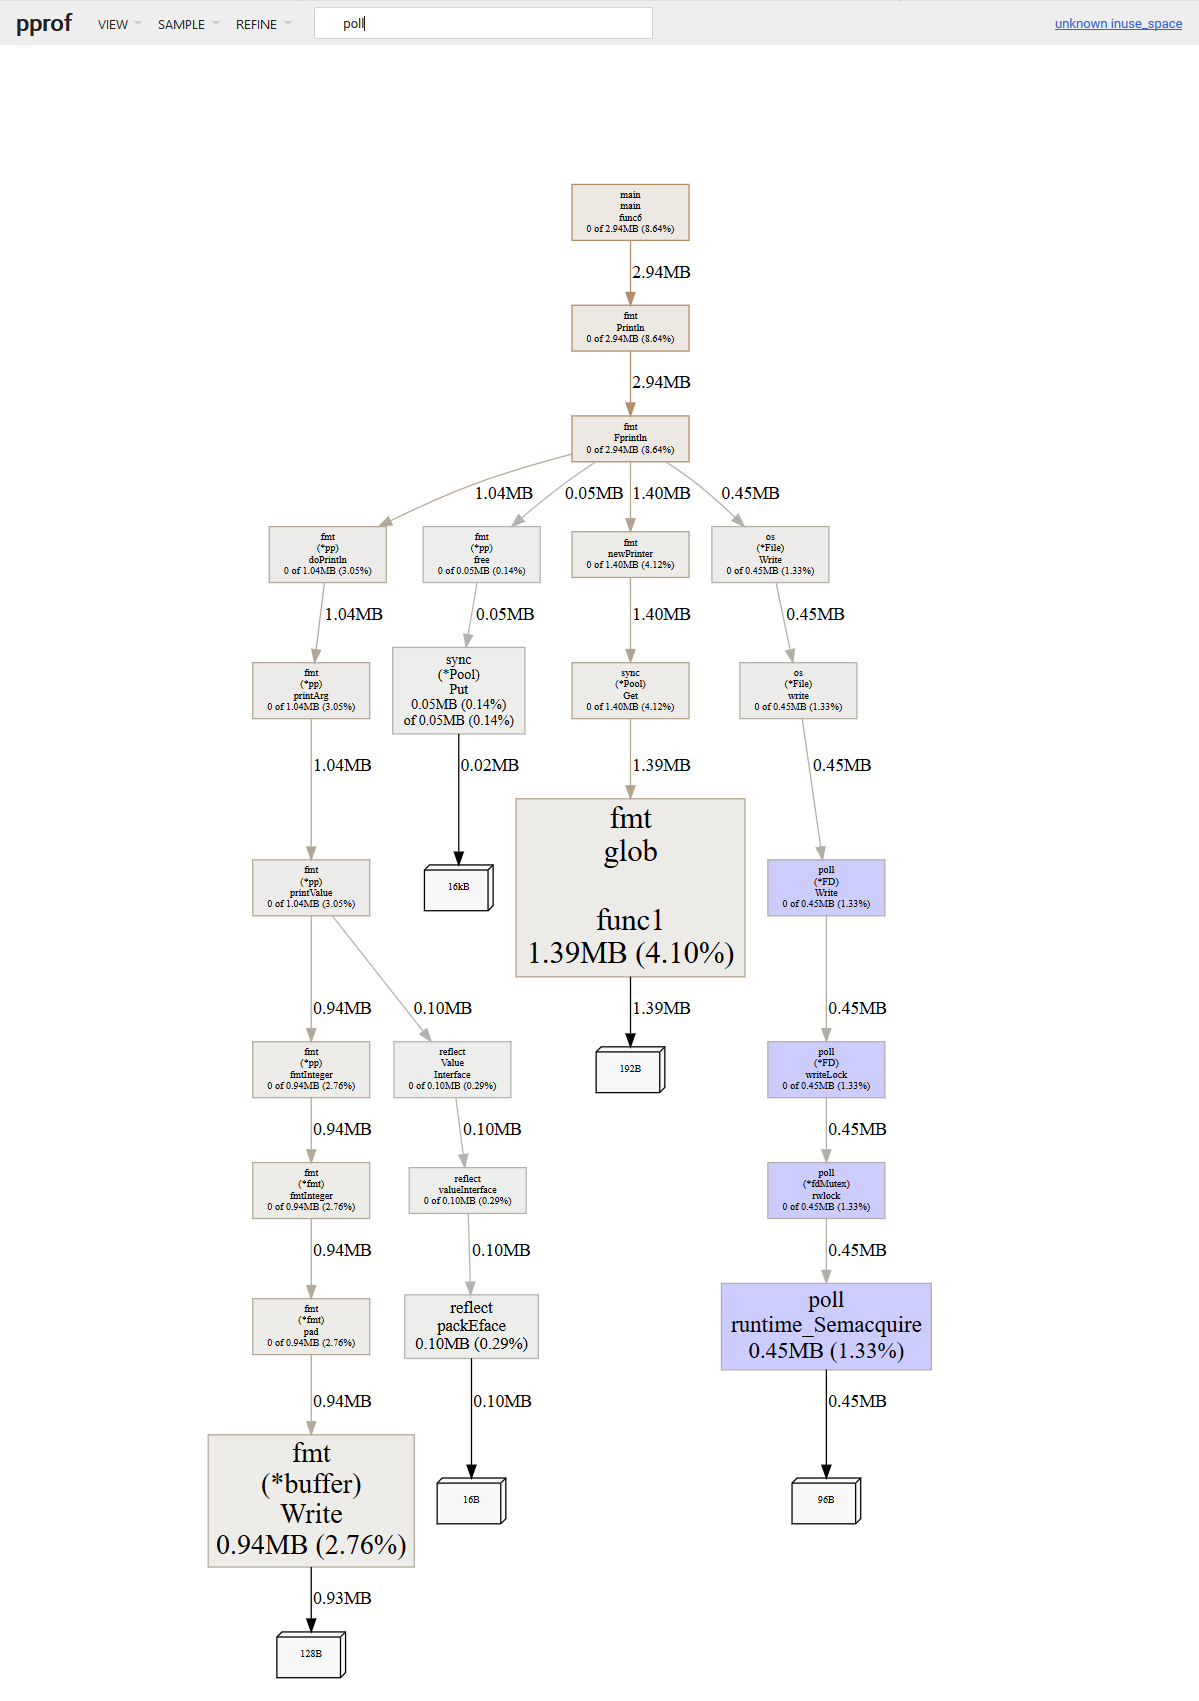 pprof
VIEW
SAMPLE
REFINE
poll
unknown inuse_space
main
main
func6
0 of 2.94MB (8.64%)
2.94MB
fmt
Println
0 of 2.94MB (8.64%)
2.94MB
fmt
Fprintln
0 of 2.94MB (8.64%)
1.04MB
0.05MB
1.40MB
0.45MB
fmt
(*pp)
doPrintln
0 of 1.04MB (3.05%)
fmt
(*pp)
free
0 of 0.05MB (0.14%)
fmt
newPrinter
0 of 1.40MB (4.12%)
os
(*File)
Write
0 of 0.45MB (1.33%)
1.04MB
0.05MB
1.40MB
0.45MB
fmt
(*pp)
printArg
0 of 1.04MB (3.05%)
sync
(*Pool)
Put
0.05MB (0.14%)
of 0.05MB (0.14%)
sync
(*Pool)
Get
0 of 1.40MB (4.12%)
os
(*File)
write
0 of 0.45MB (1.33%)
1.04MB
0.02MB
1.39MB
0.45MB
fmt
(*pp)
printValue
0 of 1.04MB (3.05%)
16kB
fmt
glob
func1
1.39MB (4.10%)
poll
(*FD)
Write
0 of 0.45MB (1.33%)
0.94MB
0.10MB
1.39MB
0.45MB
fmt
(*pp)
fmtInteger
0 of 0.94MB (2.76%)
reflect
Value
Interface
0 of 0.10MB (0.29%)
192B
poll
(*FD)
writeLock
0 of 0.45MB (1.33%)
0.94MB
0.10MB
0.45MB
fmt
(*fmt)
fmtInteger
0 of 0.94MB (2.76%)
reflect
valueInterface
0 of 0.10MB (0.29%)
poll
(*fdMutex)
rwlock
0 of 0.45MB (1.33%)
0.94MB
0.10MB
0.45MB
fmt
(*fmt)
pad
0 of 0.94MB (2.76%)
reflect
packEface
0.10MB (0.29%)
poll
runtime_Semacquire
0.45MB (1.33%)
0.94MB
0.10MB
0.45MB
fmt
(*buffer)
Write
0.94MB (2.76%)
16B
96B
0.93MB
128B